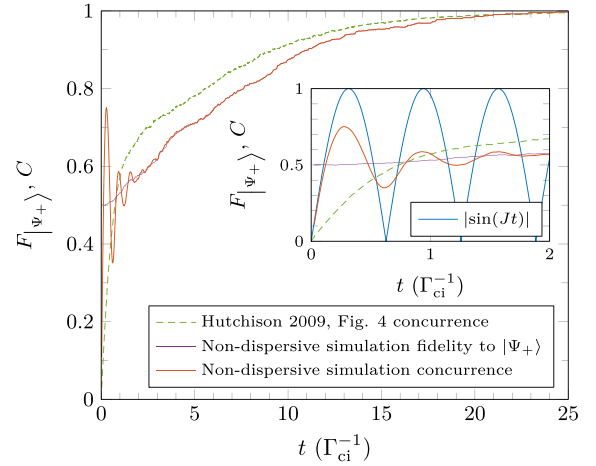 F|Ψ+⟩, C
1
0.8
0.6
0.4
0.2
0
0 5 10 15 20 25
t (Γci⁻¹)
F|Ψ+⟩, C
1
0.5
0
0 1 2
t (Γci⁻¹)
|sin(Jt)|
Hutchison 2009, Fig. 4 concurrence
Non-dispersive simulation fidelity to |Ψ+⟩
Non-dispersive simulation concurrence